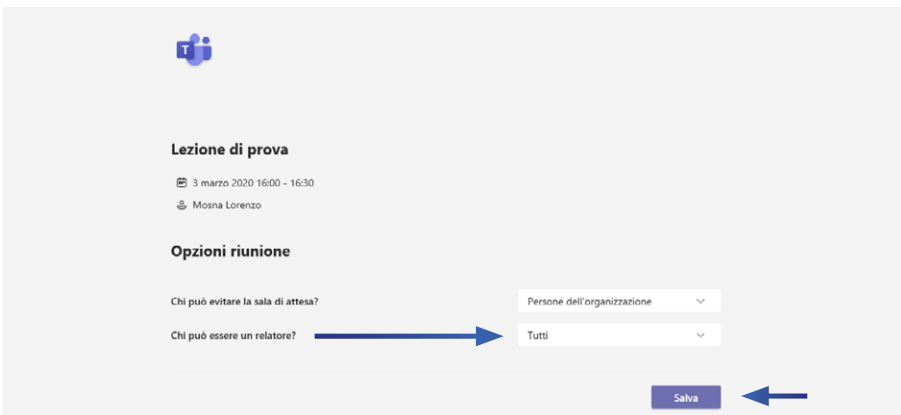 T
Lezione di prova
3 marzo 2020 16:00 - 16:30
Mosna Lorenzo
Opzioni riunione
Chi può evitare la sala di attesa? Persone dell'organizzazione
Chi può essere un relatore? Tutti
Salva